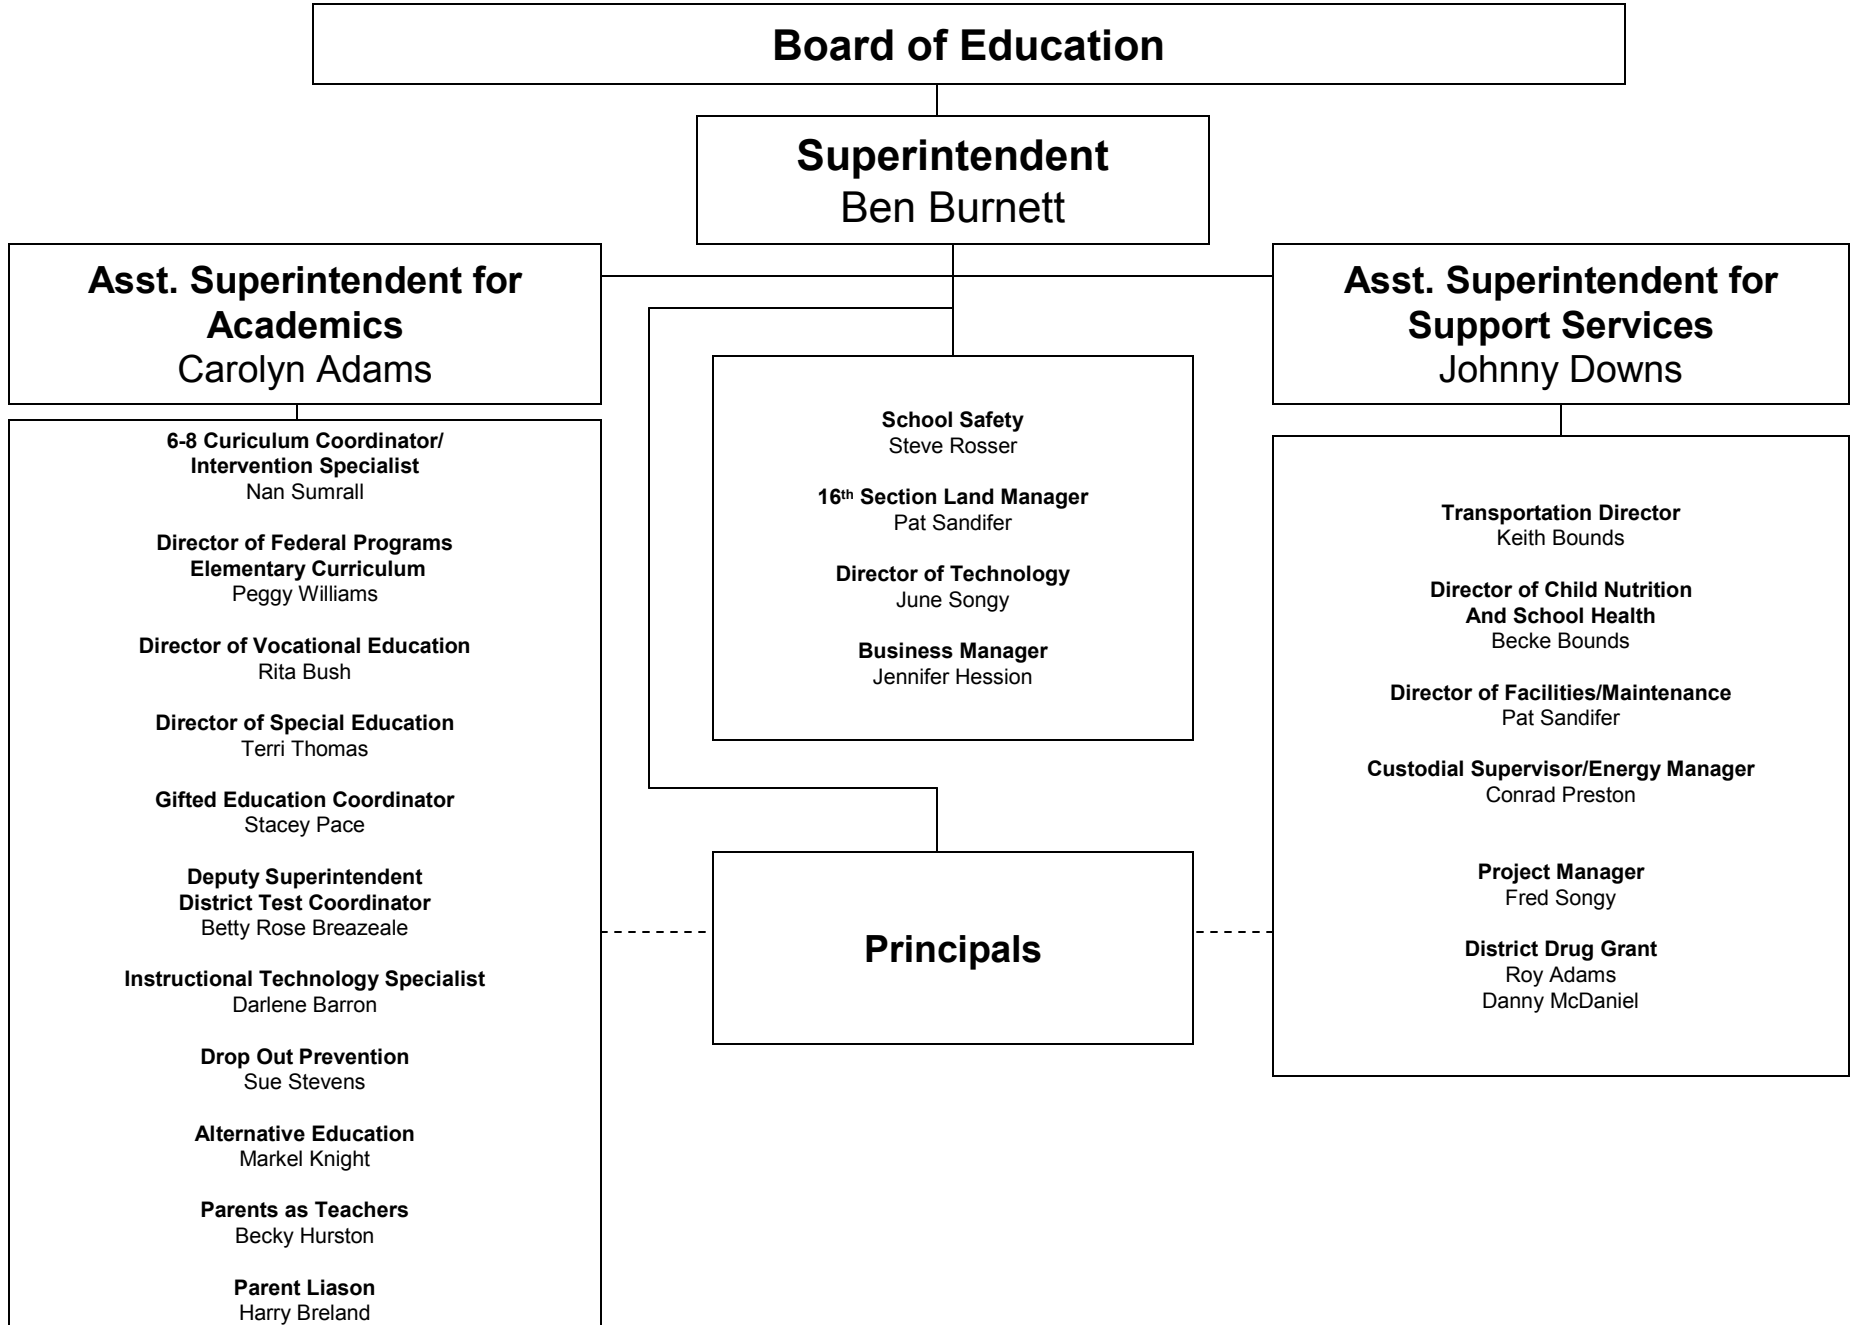 Board of Education
Superintendent
Ben Burnett
Asst. Superintendent for
Academics
Carolyn Adams
Asst. Superintendent for
Support Services
Johnny Downs
6-8 Curiculum Coordinator/
Intervention Specialist
Nan Sumrall
Director of Federal Programs
Elementary Curriculum
Peggy Williams
Director of Vocational Education
Rita Bush
Director of Special Education
Terri Thomas
Gifted Education Coordinator
Stacey Pace
Deputy Superintendent
District Test Coordinator
Betty Rose Breazeale
Instructional Technology Specialist
Darlene Barron
Drop Out Prevention
Sue Stevens
Alternative Education
Markel Knight
Parents as Teachers
Becky Hurston
Parent Liason
Harry Breland
School Safety
Steve Rosser
16th Section Land Manager
Pat Sandifer
Director of Technology
June Songy
Business Manager
Jennifer Hession
Principals
Transportation Director
Keith Bounds
Director of Child Nutrition
And School Health
Becke Bounds
Director of Facilities/Maintenance
Pat Sandifer
Custodial Supervisor/Energy Manager
Conrad Preston
Project Manager
Fred Songy
District Drug Grant
Roy Adams
Danny McDaniel